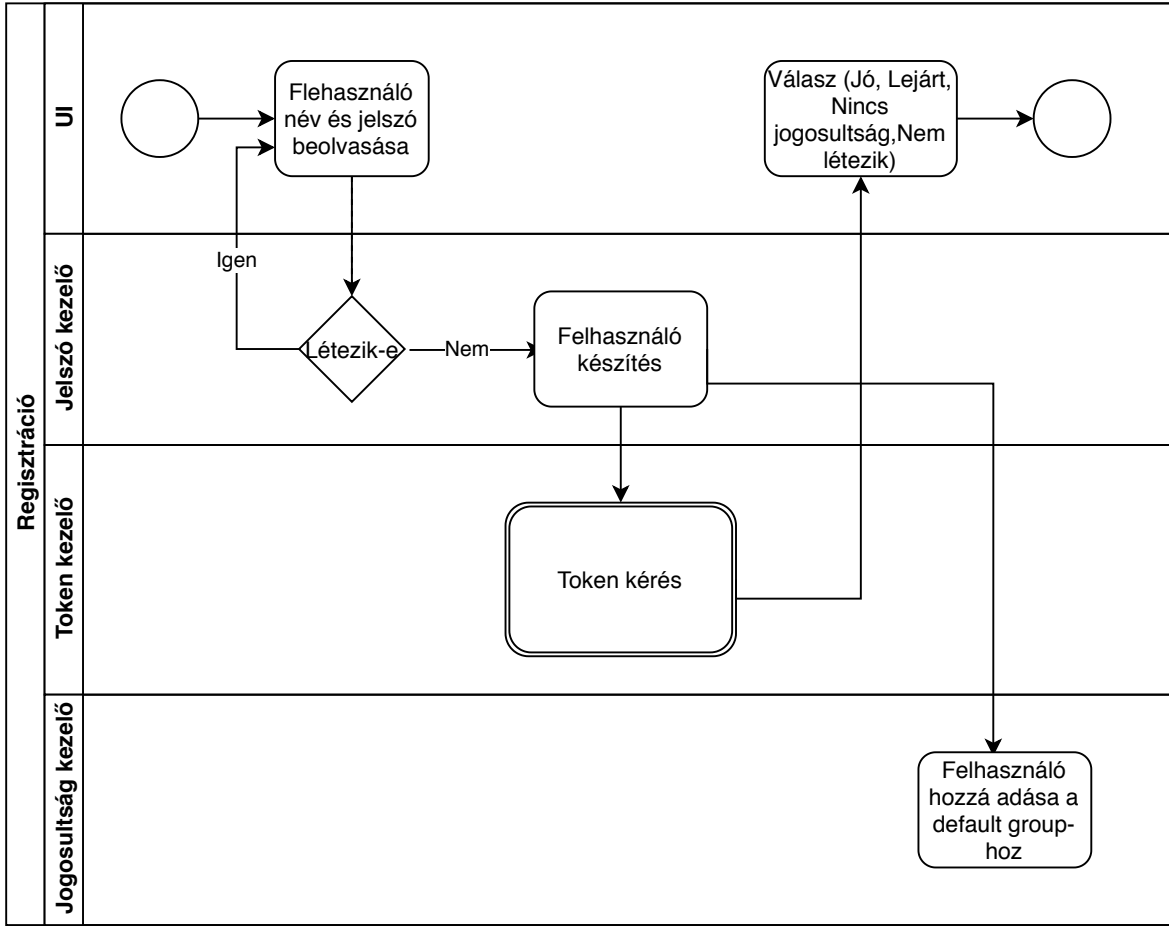 Regisztráció
UI
Flehasználó
név és jelszó
beolvasása
Válasz (Jó, Lejárt,
Nincs
jogosultság,Nem
létezik)
Jelszó kezelő
Igen
Létezik-e
Nem
Felhasználó
készítés
Token kezelő
Token kérés
Jogosultság kezelő
Felhasználó
hozzá adása a
default group-
hoz